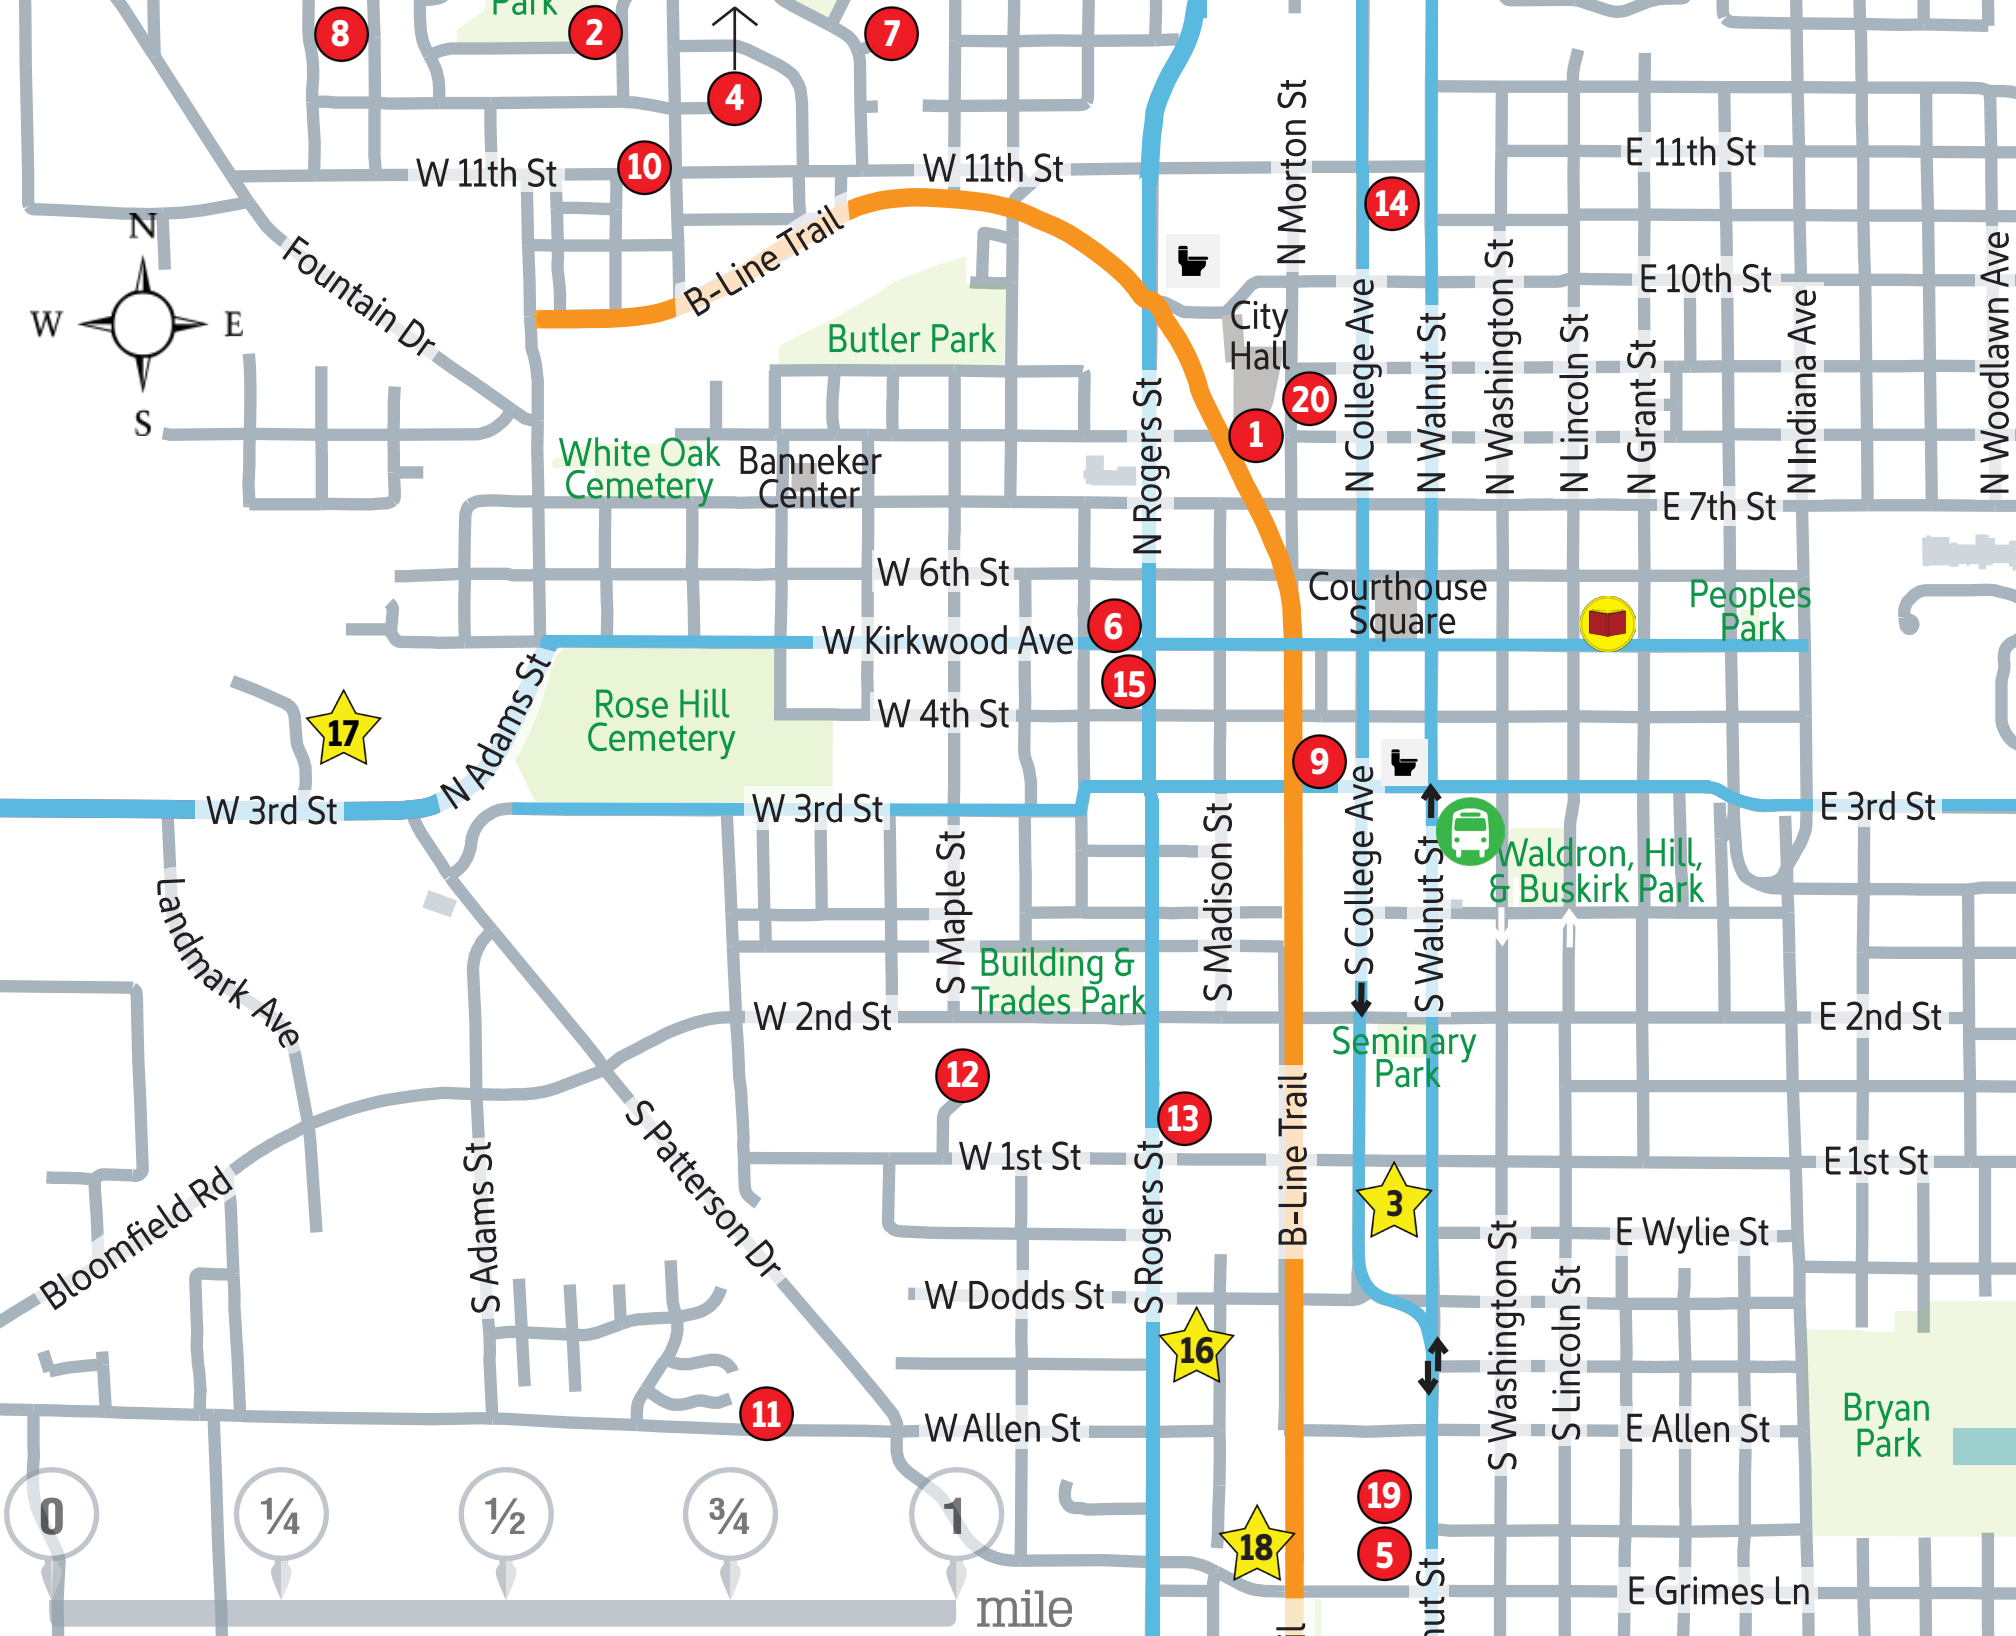 Park
8
2
7
4
N Morton St
E 11th St
W 11th St
10
W 11th St
14
N
W
E
S
Fountain Dr
B-Line Trail
E 10th St
N Washington St
N Woodlawn Ave
City
Hall
Butler Park
N College Ave
N Walnut St
N Lincoln St
N Grant St
N Indiana Ave
20
1
N Rogers St
White Oak
Cemetery
Banneker
Center
E 7th St
W 6th St
Courthouse
Square
Peoples
Park
6
W Kirkwood Ave
15
17
N Adams St
Rose Hill
Cemetery
W 4th St
9
W 3rd St
W 3rd St
E 3rd St
S Maple St
S Madison St
S College Ave
S Walnut St
Waldron, Hill,
& Buskirk Park
Landmark Ave
Building &
Trades Park
W 2nd St
E 2nd St
Seminary
Park
12
13
S Patterson Dr
B-Line Trail
W 1st St
E 1st St
S Adams St
S Rogers St
3
Bloomfield Rd
E Wylie St
S Washington St
S Lincoln St
W Dodds St
16
11
W Allen St
E Allen St
Bryan
Park
0
¼
½
¾
1
mile
19
18
5
nut St
E Grimes Ln
il